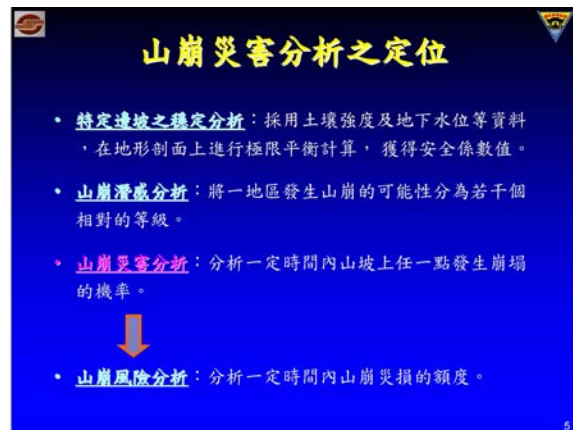 山崩災害分析之定位
• 特定邊坡之穩定分析：採用土壤強度及地下水位等資料
，在地形剖面上進行極限平衡計算， 獲得安全係數值。
• 山崩潛感分析：將一地區發生山崩的可能性分為若干個
相對的等級。
• 山崩災害分析：分析一定時間內山坡上任一點發生崩塌
的機率。
• 山崩風險分析：分析一定時間內山崩災損的額度。
5